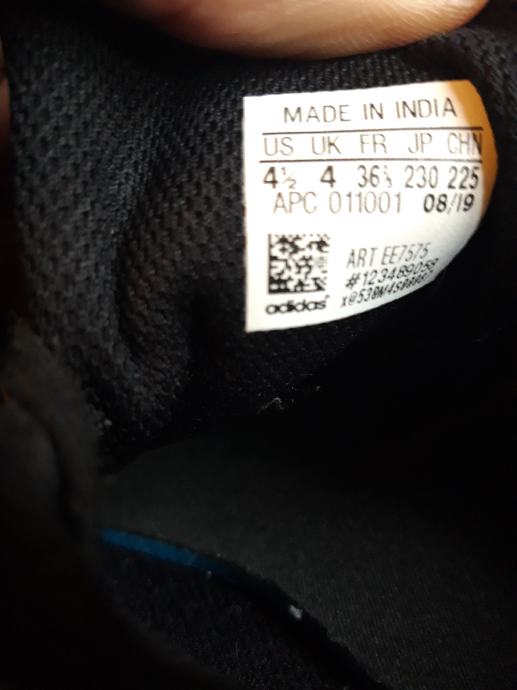 MADE IN INDIA
US UK FR JP CHN
4½ 4 36⅔ 230 225
APC 011001 08/19
ART EE7575
#123489058
adidas